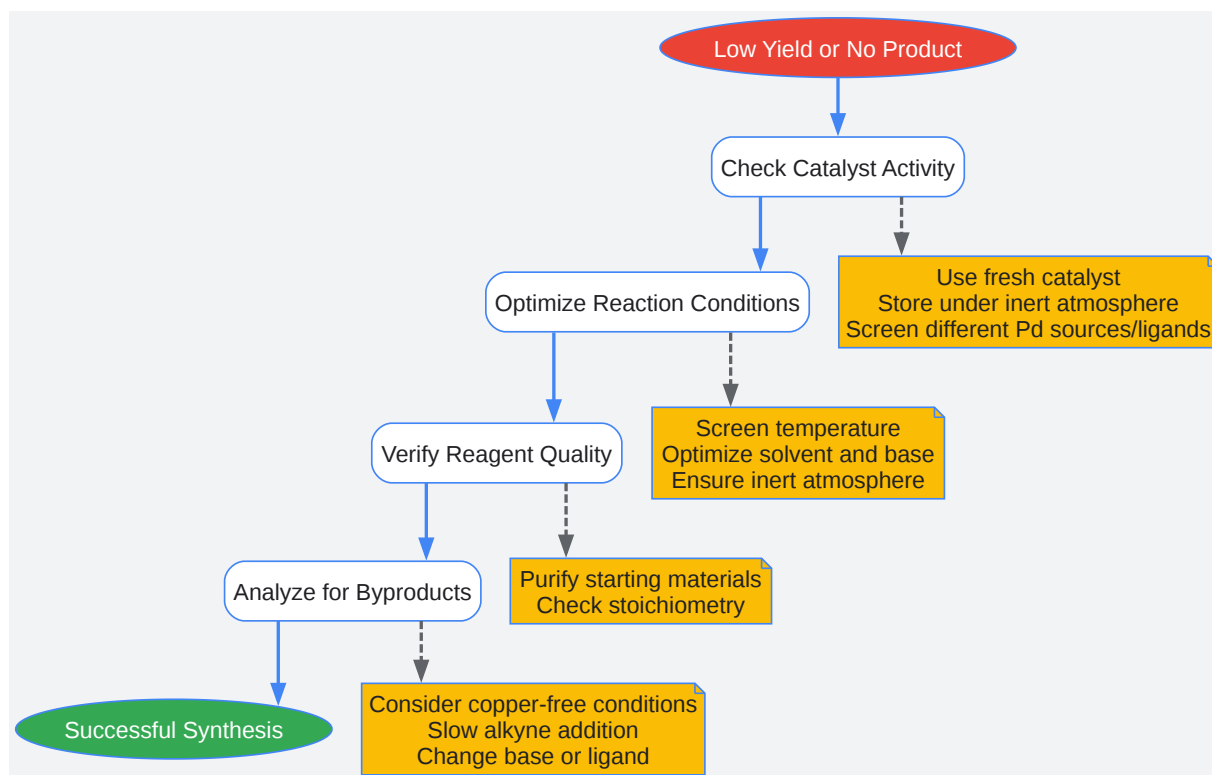 Low Yield or No Product
Check Catalyst Activity
Use fresh catalyst
Store under inert atmosphere
Screen different Pd sources/ligands
Optimize Reaction Conditions
Screen temperature
Optimize solvent and base
Ensure inert atmosphere
Verify Reagent Quality
Purify starting materials
Check stoichiometry
Analyze for Byproducts
Consider copper-free conditions
Slow alkyne addition
Change base or ligand
Successful Synthesis